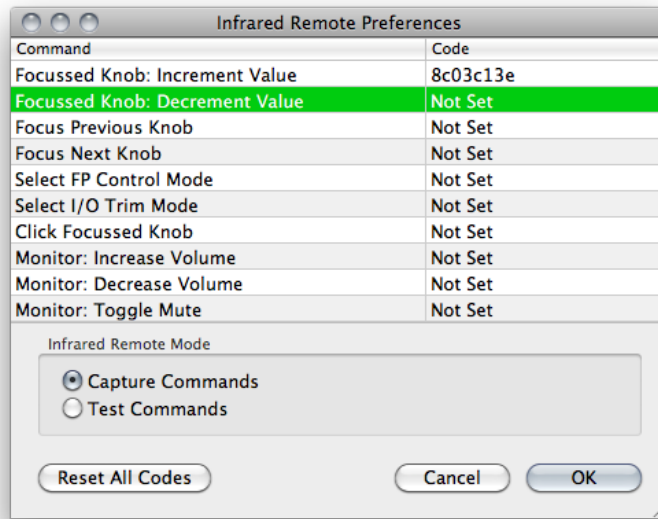 Infrared Remote Preferences
Command Code
Focussed Knob: Increment Value 8c03c13e
Focussed Knob: Decrement Value Not Set
Focus Previous Knob Not Set
Focus Next Knob Not Set
Select FP Control Mode Not Set
Select I/O Trim Mode Not Set
Click Focussed Knob Not Set
Monitor: Increase Volume Not Set
Monitor: Decrease Volume Not Set
Monitor: Toggle Mute Not Set
Infrared Remote Mode
Capture Commands
Test Commands
Reset All Codes Cancel OK